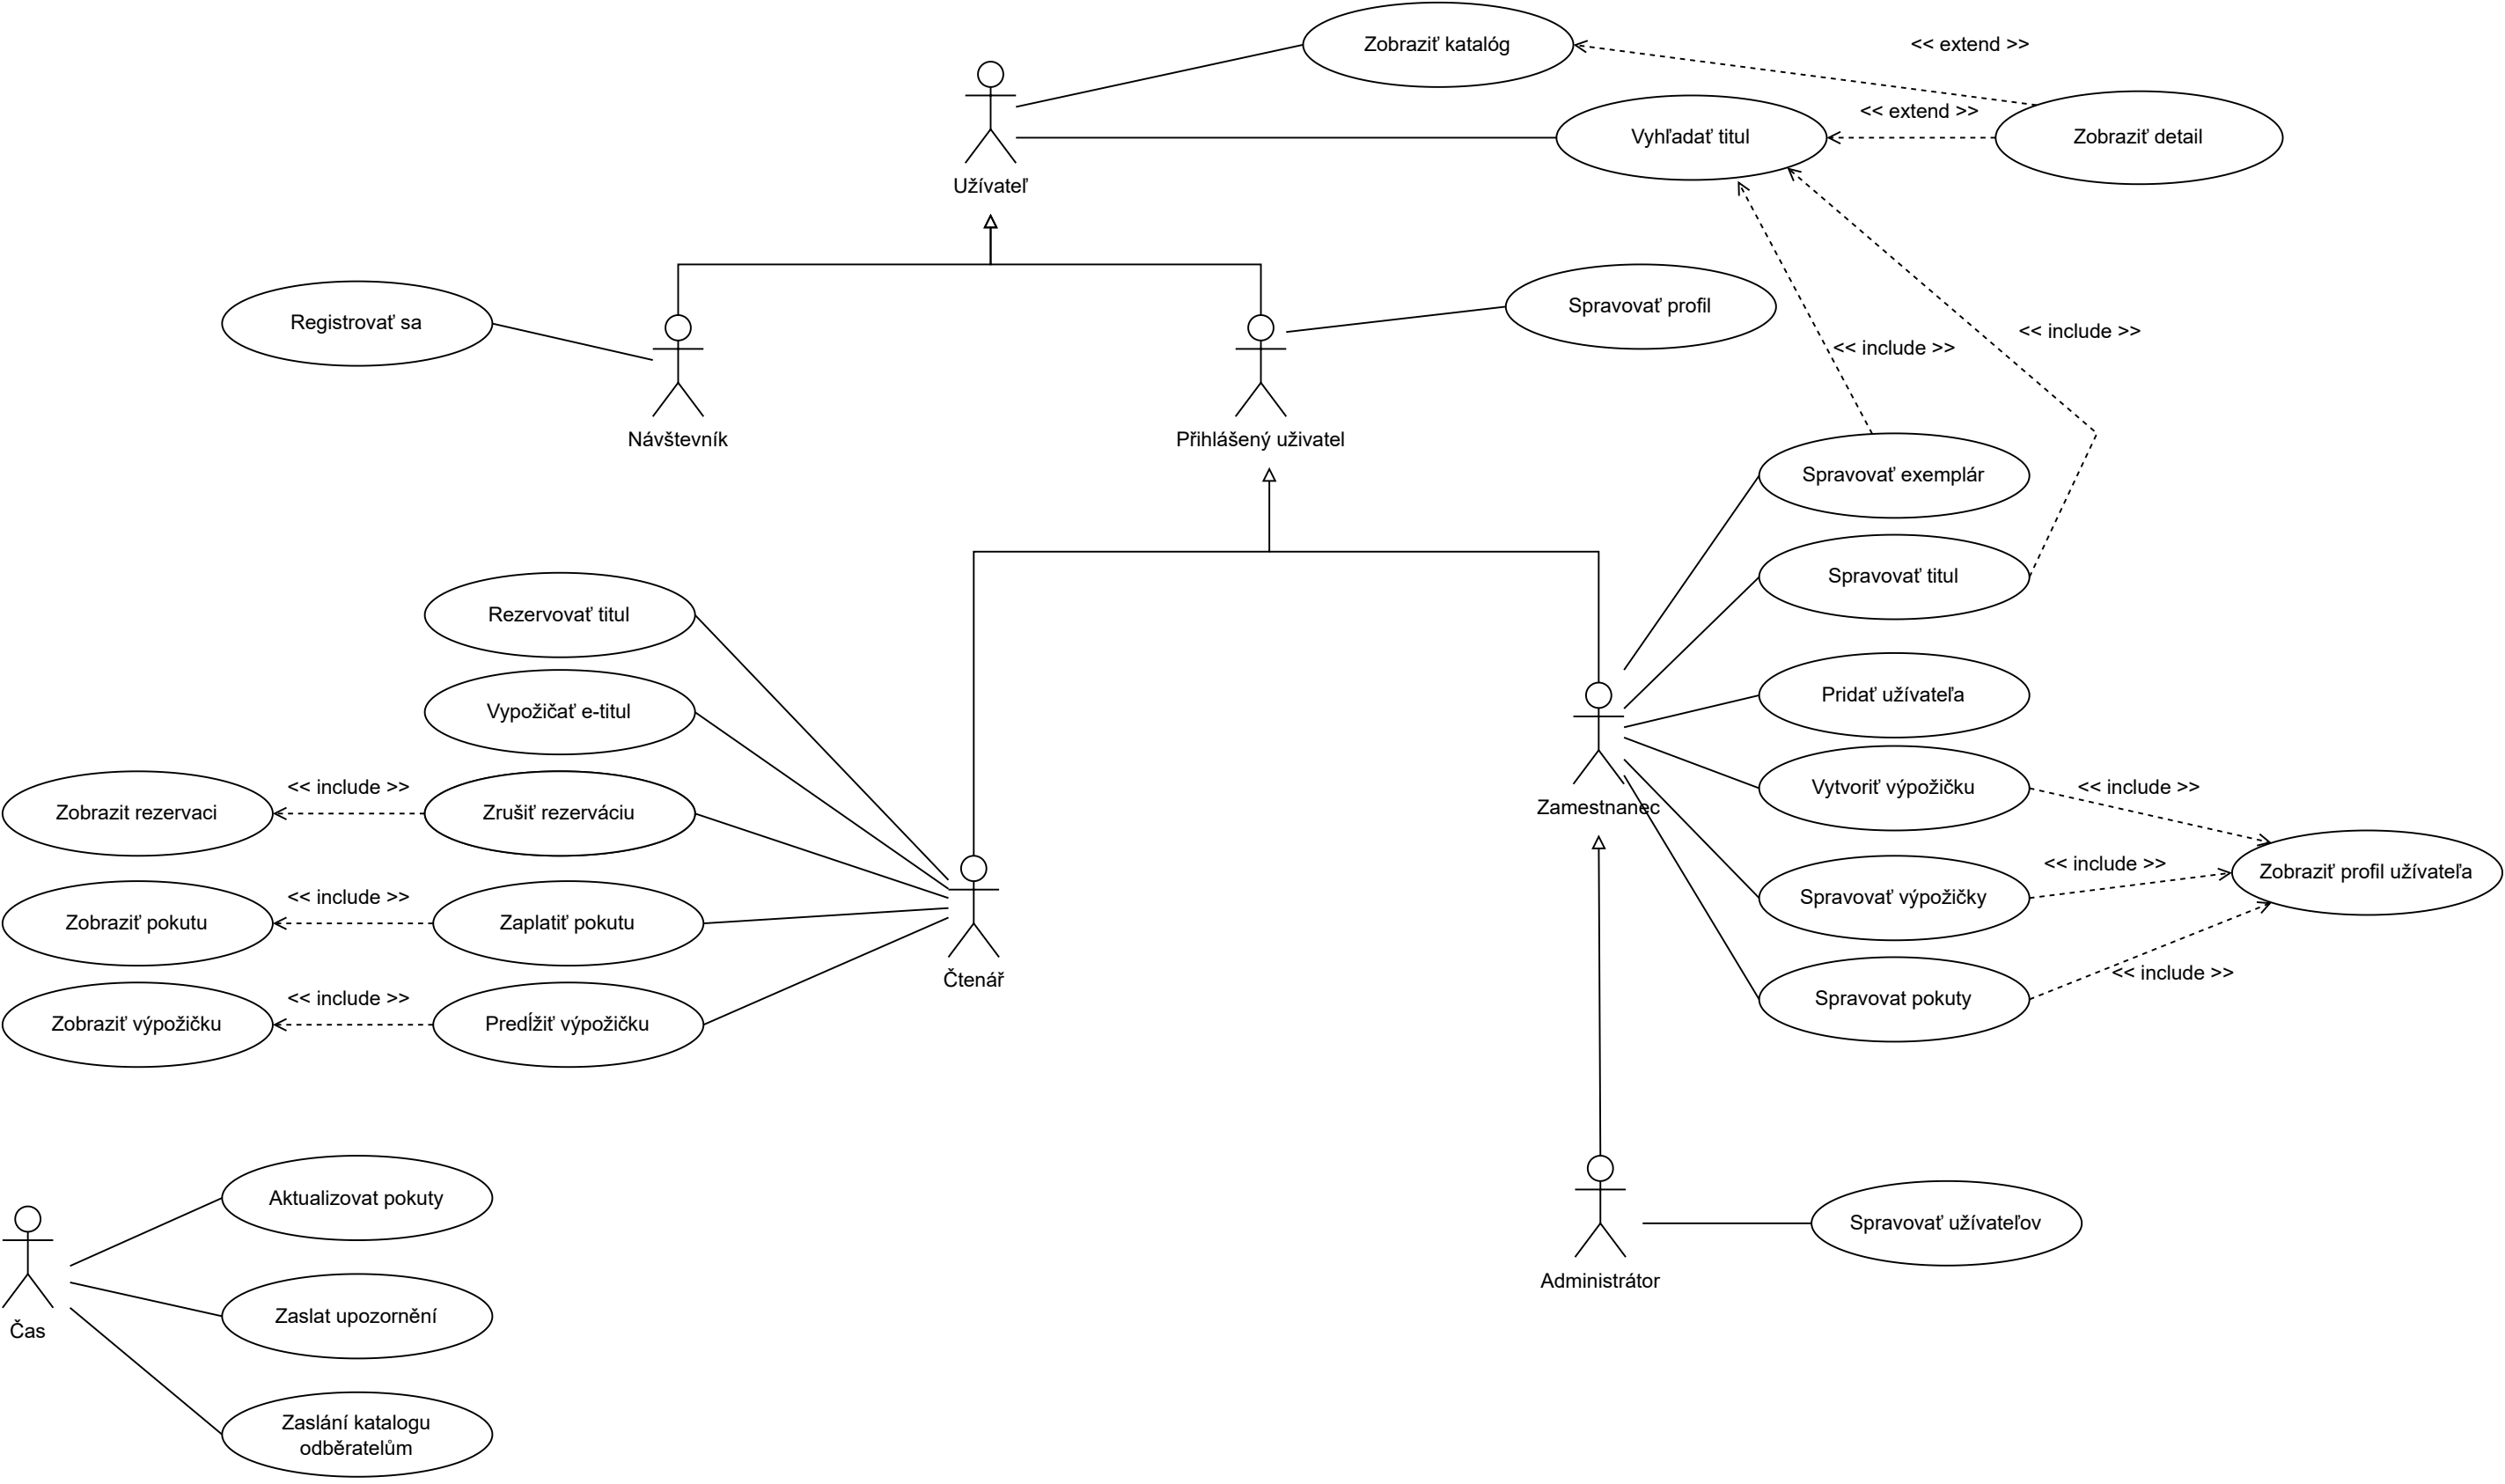 Zobraziť katalóg
<< extend >>
Vyhľadať titul
<< extend >>
Zobraziť detail
Užívateľ
Registrovať sa
Návštevník
Přihlášený uživatel
Spravovať profil
<< include >>
<< include >>
Spravovať exemplár
Spravovať titul
Rezervovať titul
Vypožičať e-titul
Pridať užívateľa
Zobrazit rezervaci
<< include >>
Zrušiť rezerváciu
Zamestnanec
Vytvoriť výpožičku
<< include >>
Zobraziť pokutu
<< include >>
Zaplatiť pokutu
Spravovať výpožičky
<< include >>
Zobraziť profil užívateľa
Zobraziť výpožičku
<< include >>
Predĺžiť výpožičku
Čtenář
Spravovat pokuty
<< include >>
Aktualizovat pokuty
Zaslat upozornění
Čas
Zaslání katalogu
odběratelům
Administrátor
Spravovať užívateľov